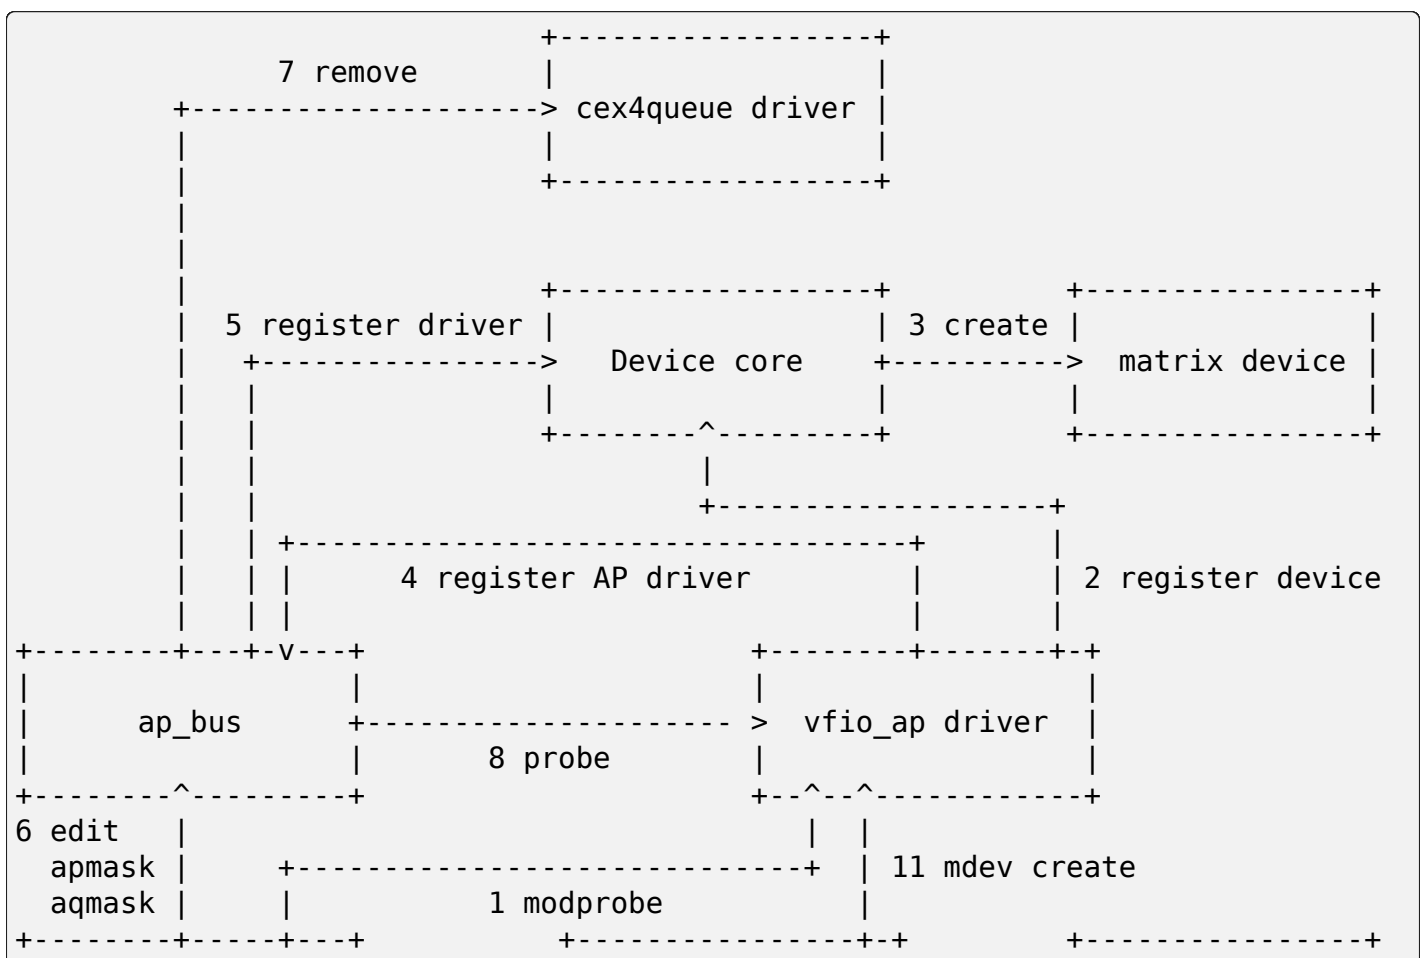 7 remove
cex4queue driver
5 register driver
3 create
Device core
matrix device
4 register AP driver
2 register device
ap_bus
vfio_ap driver
8 probe
6 edit
apmask
11 mdev create
aqmask
1 modprobe